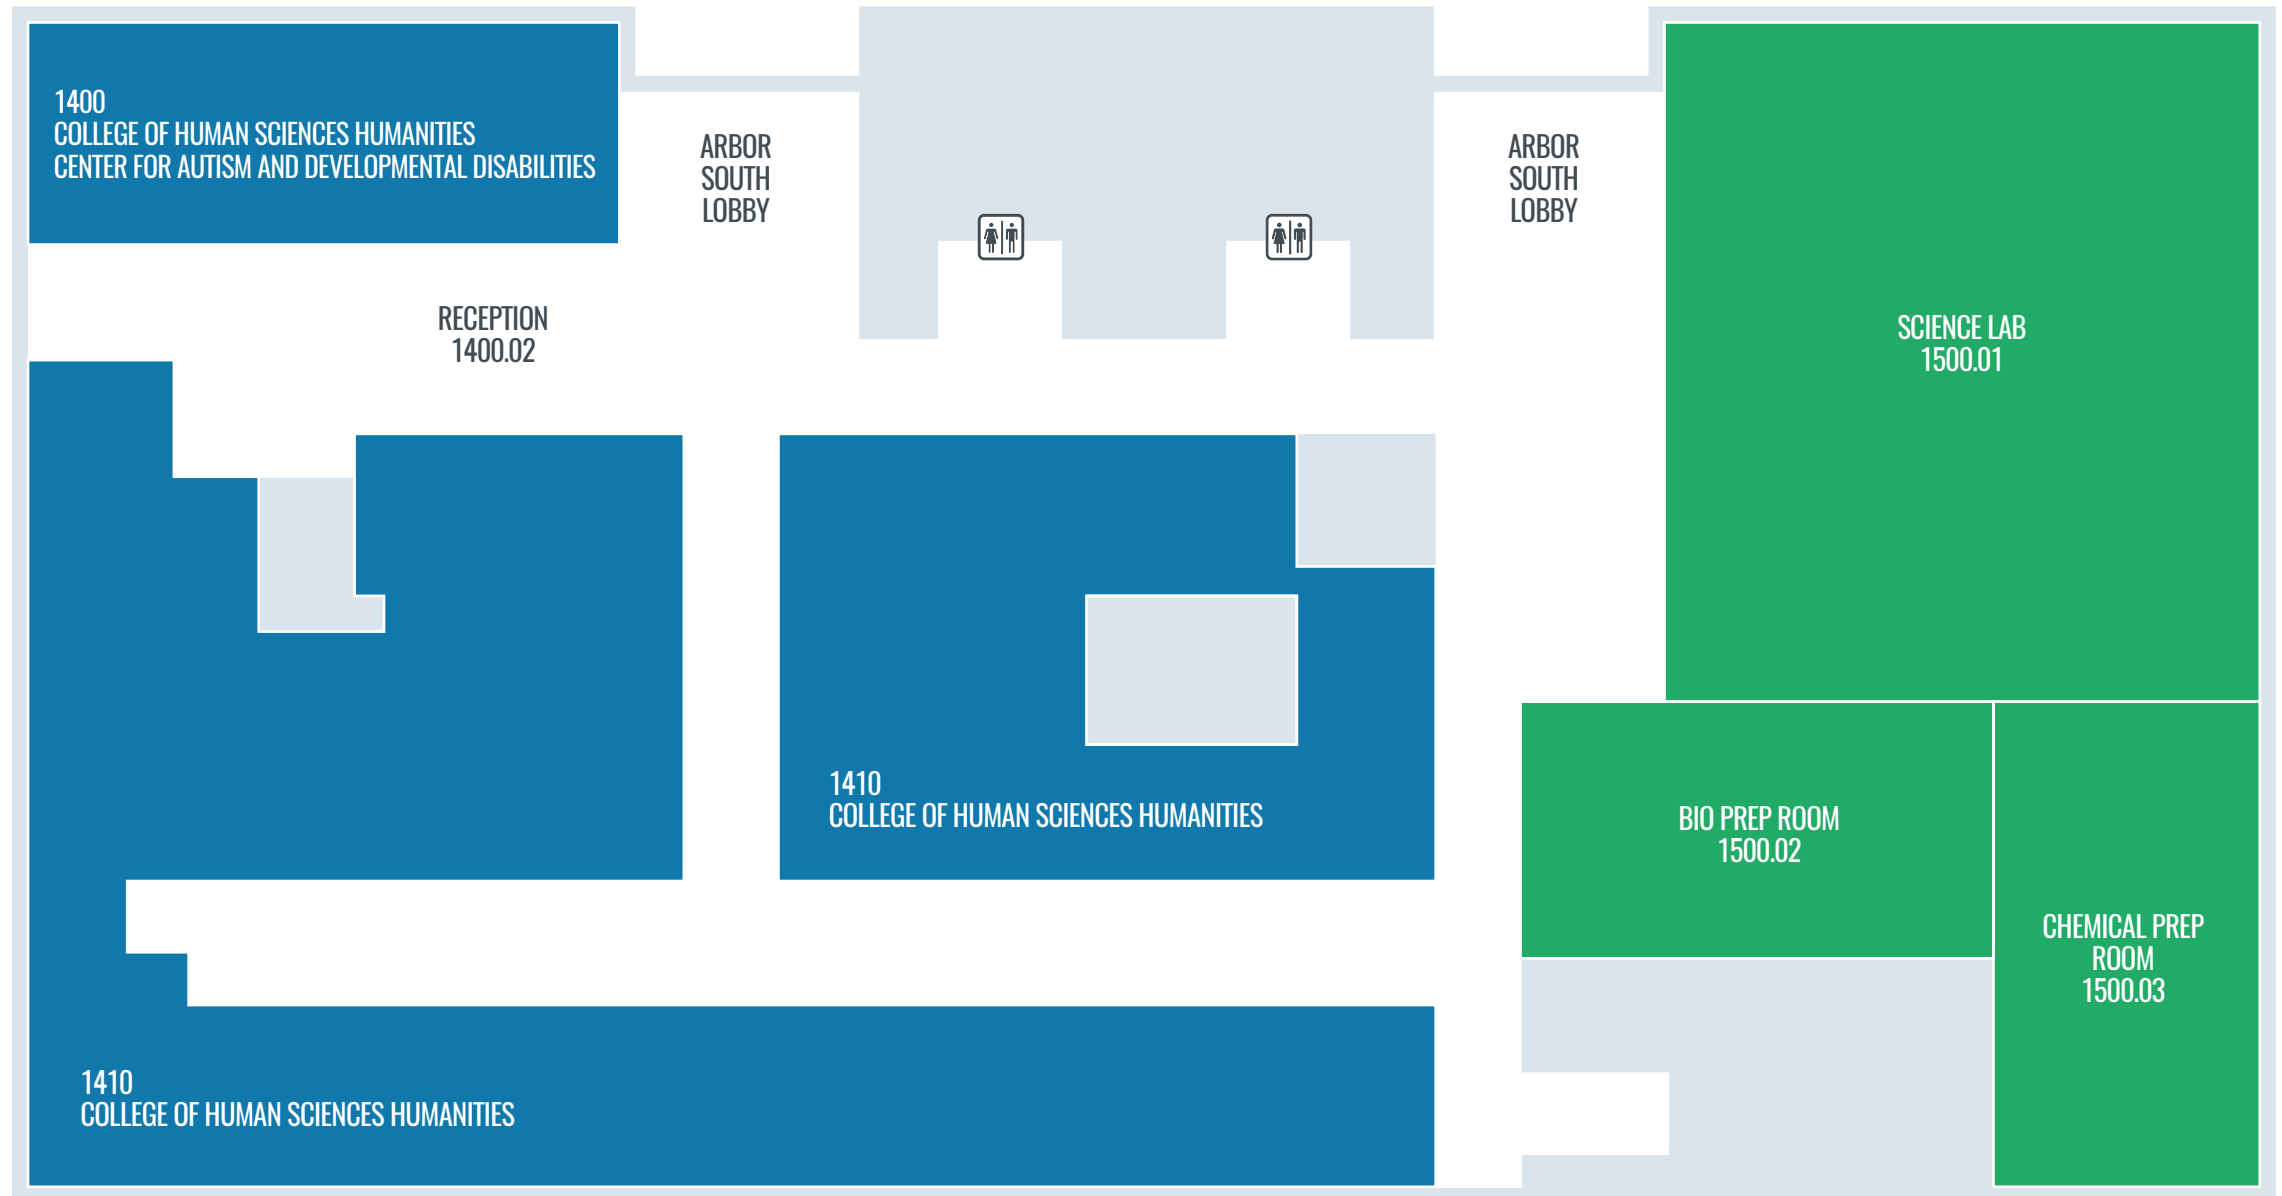 1400
COLLEGE OF HUMAN SCIENCES HUMANITIES
CENTER FOR AUTISM AND DEVELOPMENTAL DISABILITIES
ARBOR
SOUTH
LOBBY
ARBOR
SOUTH
LOBBY
RECEPTION
1400.02
SCIENCE LAB
1500.01
1410
COLLEGE OF HUMAN SCIENCES HUMANITIES
BIO PREP ROOM
1500.02
CHEMICAL PREP
ROOM
1500.03
1410
COLLEGE OF HUMAN SCIENCES HUMANITIES